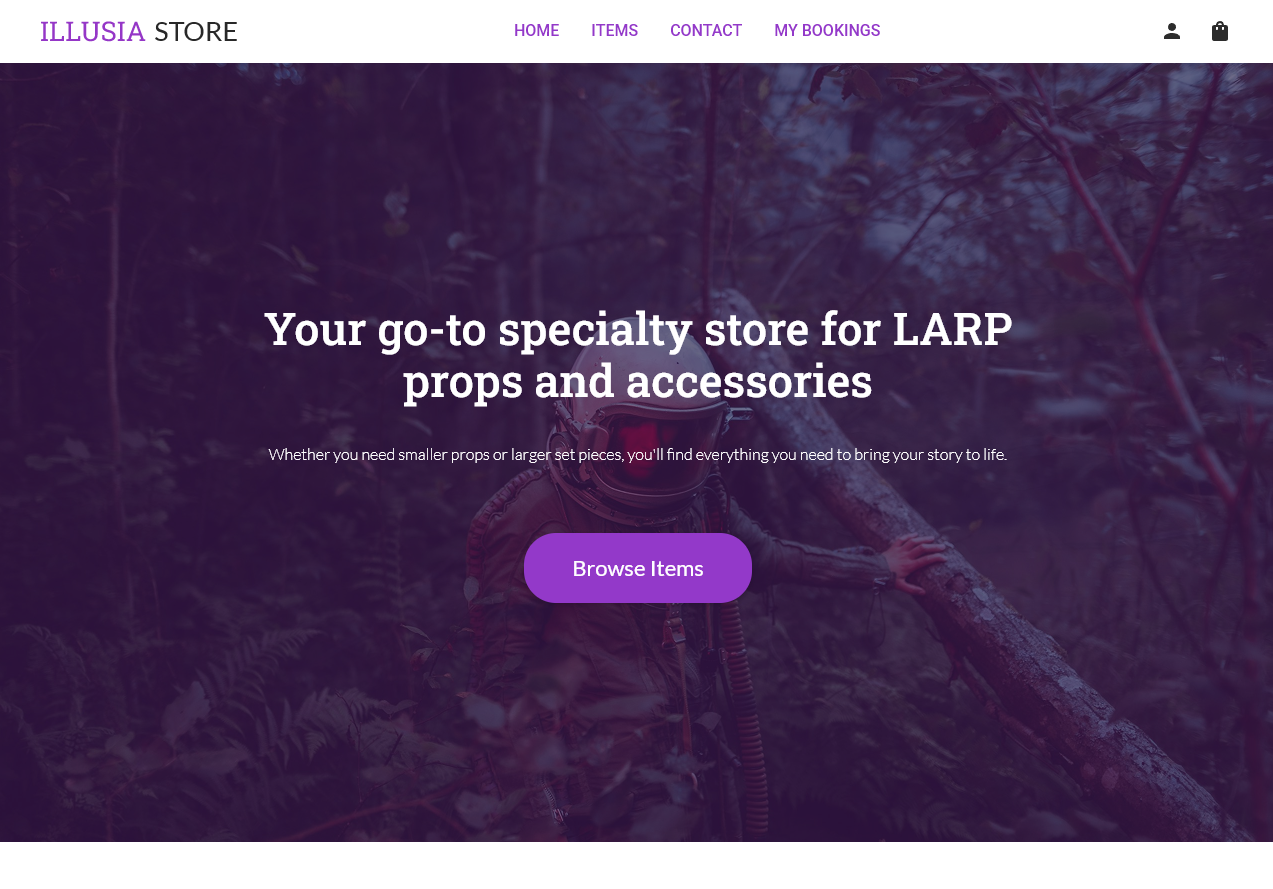 ILLUSIA STORE
HOME ITEMS CONTACT MY BOOKINGS
Your go-to specialty store for LARP
props and accessories
Whether you need smaller props or larger set pieces, you'll find everything you need to bring your story to life.
Browse Items